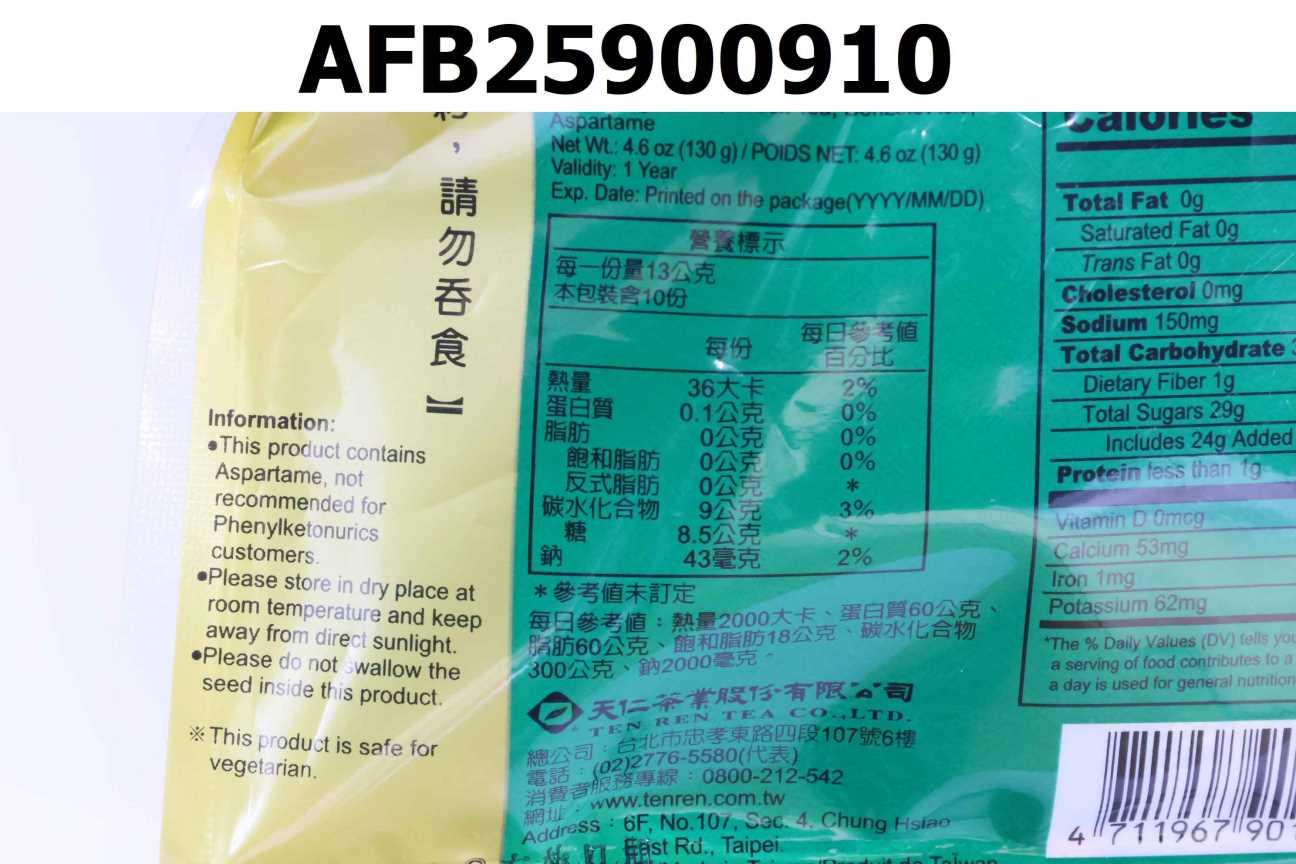 AFB25900910
，請勿吞食】
Information:
●This product contains
Aspartame, not
recommended for
Phenylketonurics
customers.
●Please store in dry place at
room temperature and keep
away from direct sunlight.
●Please do not swallow the
seed inside this product.
※This product is safe for
vegetarian.
Aspartame
Net Wt.: 4.6 oz (130 g) / POIDS NET: 4.6 oz (130 g)
Validity: 1 Year
Exp. Date: Printed on the package(YYYY/MM/DD)
營養標示
每一份量13公克
本包裝含10份
每份 每日參考值
百分比
熱量 36大卡 2%
蛋白質 0.1公克 0%
脂肪 0公克 0%
飽和脂肪 0公克 0%
反式脂肪 0公克 *
碳水化合物 9公克 3%
糖 8.5公克 *
鈉 43毫克 2%
*參考值未訂定
每日參考值：熱量2000大卡、蛋白質60公克、
脂肪60公克、飽和脂肪18公克、碳水化合物
300公克、鈉2000毫克。
天仁茶業股份有限公司
TEN REN TEA CO.,LTD.
總公司：台北市忠孝東路四段107號6樓
電話：(02)2776-5580(代表)
消費者服務專線：0800-212-542
網址：www.tenren.com.tw
Address：6F, No.107, Sec. 4, Chung Hsiao
East Rd., Taipei.
Calories
Total Fat 0g
Saturated Fat 0g
Trans Fat 0g
Cholesterol 0mg
Sodium 150mg
Total Carbohydrate
Dietary Fiber 1g
Total Sugars 29g
Includes 24g Added
Protein less than 1g
Vitamin D 0mcg
Calcium 53mg
Iron 1mg
Potassium 62mg
*The % Daily Values (DV) tells you
a serving of food contributes to a
a day is used for general nutrition
4 711967 90